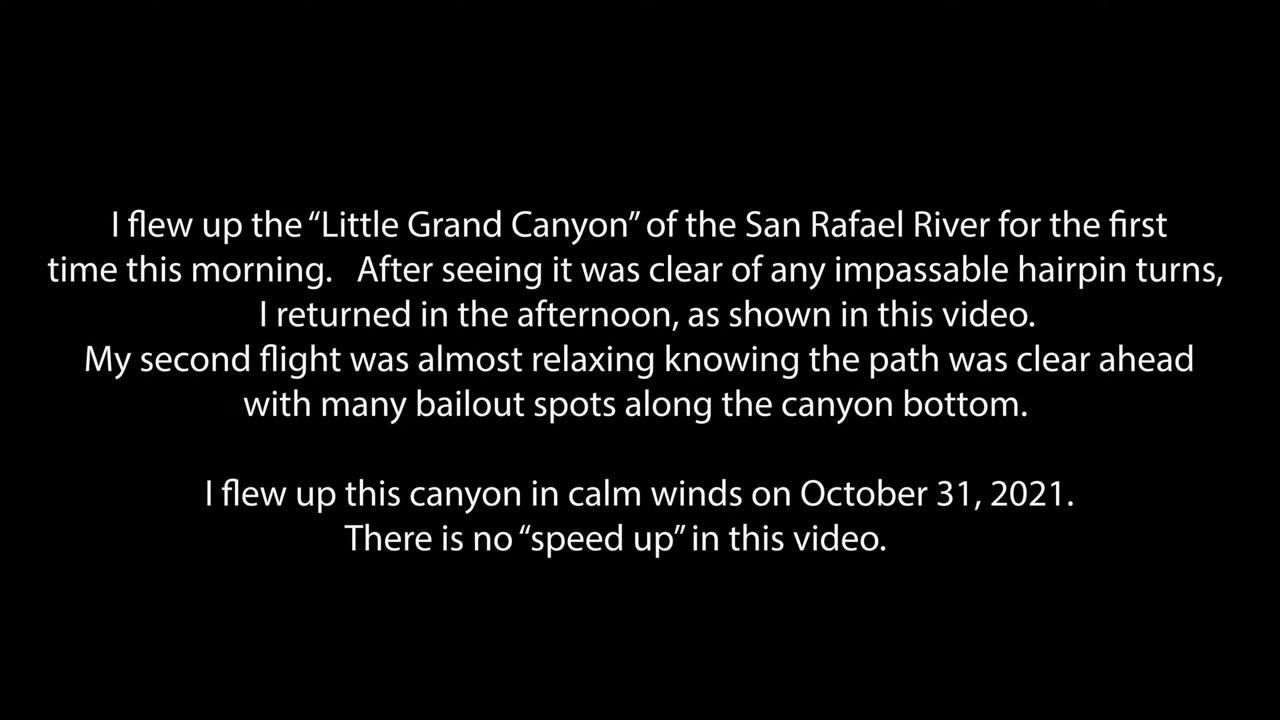 I flew up the “Little Grand Canyon” of the San Rafael River for the first
time this morning.   After seeing it was clear of any impassable hairpin turns,
I returned in the afternoon, as shown in this video.
My second flight was almost relaxing knowing the path was clear ahead
with many bailout spots along the canyon bottom.
I flew up this canyon in calm winds on October 31, 2021.
There is no “speed up” in this video.